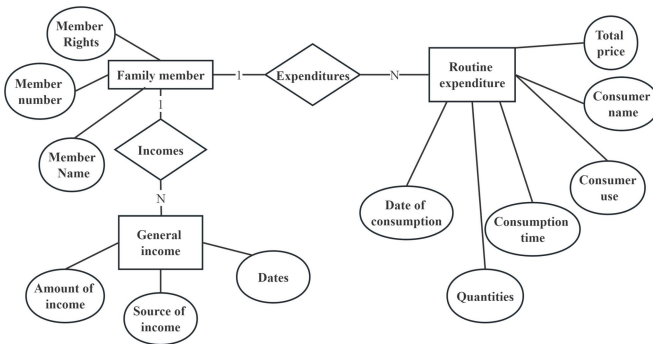 Member
Rights
Total
price
Family member
1
Expenditures
N
Routine
expenditure
Member
number
Consumer
name
1
Member
Name
Incomes
Consumer
use
N
Date of
consumption
Consumption
time
General
income
Dates
Amount of
income
Source of
income
Quantities